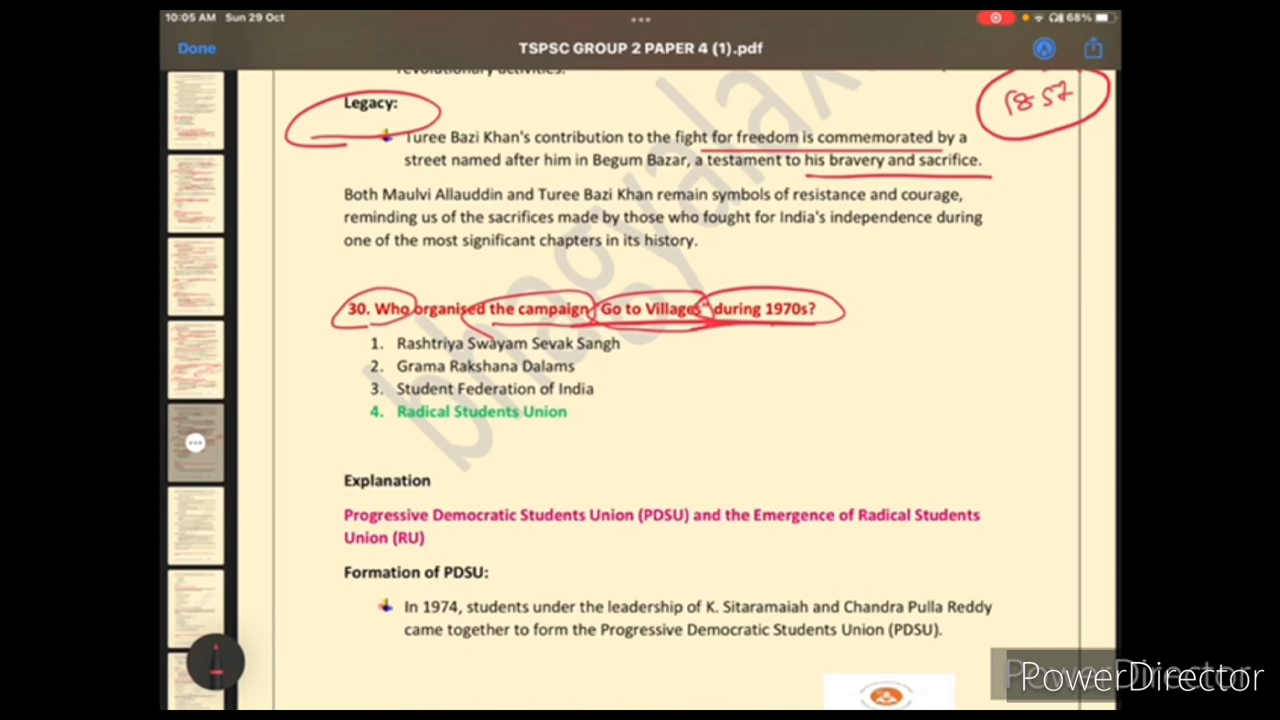 10:05 AM Sun 29 Oct
68%
Done
TSPSC GROUP 2 PAPER 4 (1).pdf
revolutionary activities.
18-57
Legacy:
Turee Bazi Khan's contribution to the fight for freedom is commemorated by a
street named after him in Begum Bazar, a testament to his bravery and sacrifice.
Both Maulvi Allauddin and Turee Bazi Khan remain symbols of resistance and courage,
reminding us of the sacrifices made by those who fought for India's independence during
one of the most significant chapters in its history.
30. Who organised the campaign "Go to Villages" during 1970s?
1. Rashtriya Swayam Sevak Sangh
2. Grama Rakshana Dalams
3. Student Federation of India
4. Radical Students Union
Explanation
Progressive Democratic Students Union (PDSU) and the Emergence of Radical Students
Union (RU)
Formation of PDSU:
In 1974, students under the leadership of K. Sitaramaiah and Chandra Pulla Reddy
came together to form the Progressive Democratic Students Union (PDSU).
bhagyalax
PowerDirector